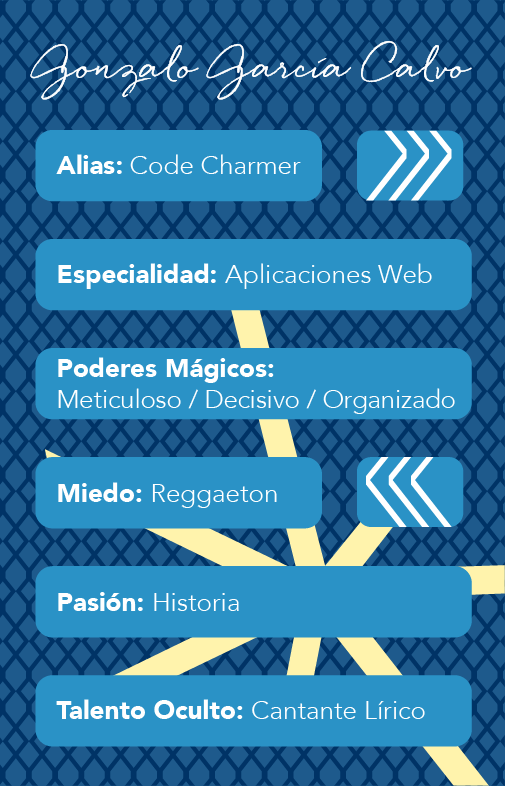 Gonzalo García Calvo
Alias: Code Charmer
Especialidad: Aplicaciones Web
Poderes Mágicos:
Meticuloso / Decisivo / Organizado
Miedo: Reggaeton
Pasión: Historia
Talento Oculto: Cantante Lírico